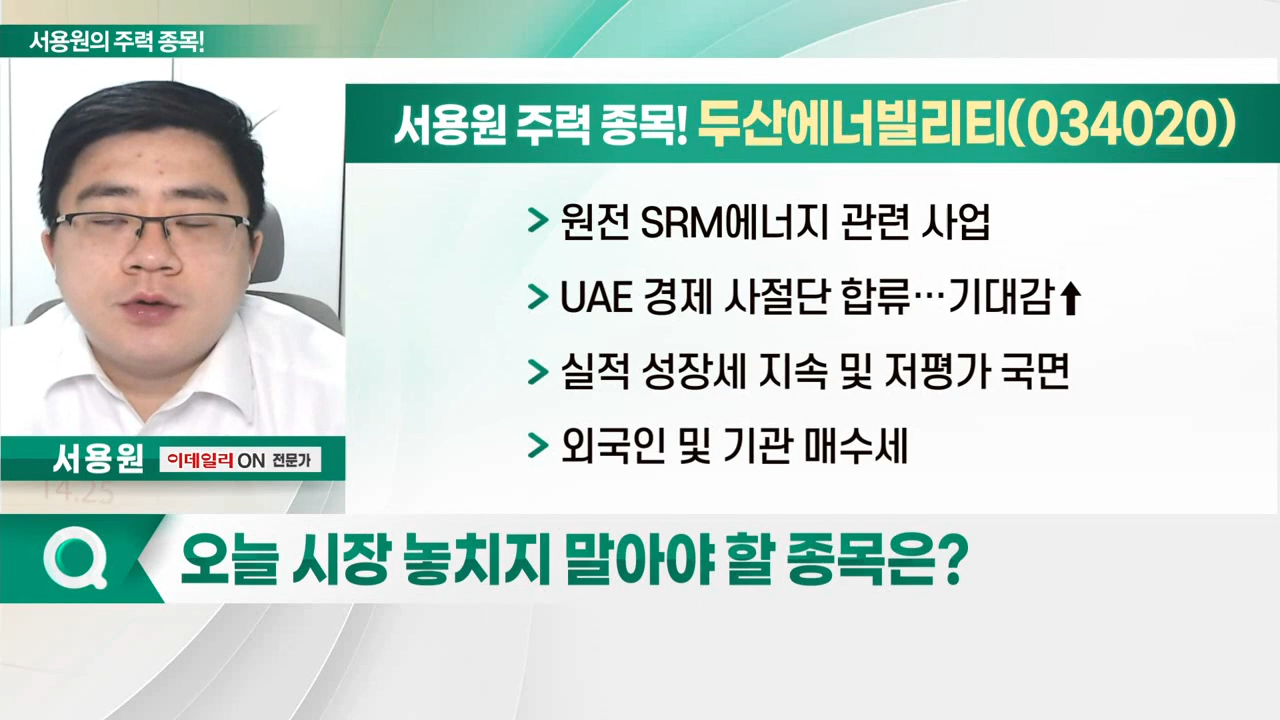 서용원의 주력 종목!
서용원 주력 종목! 두산에너빌리티(034020)
> 원전 SRM에너지 관련 사업
> UAE 경제 사절단 합류…기대감⬆
> 실적 성장세 지속 및 저평가 국면
> 외국인 및 기관 매수세
서용원 이데일리 ON 전문가
14.25
Q 오늘 시장 놓치지 말아야 할 종목은?